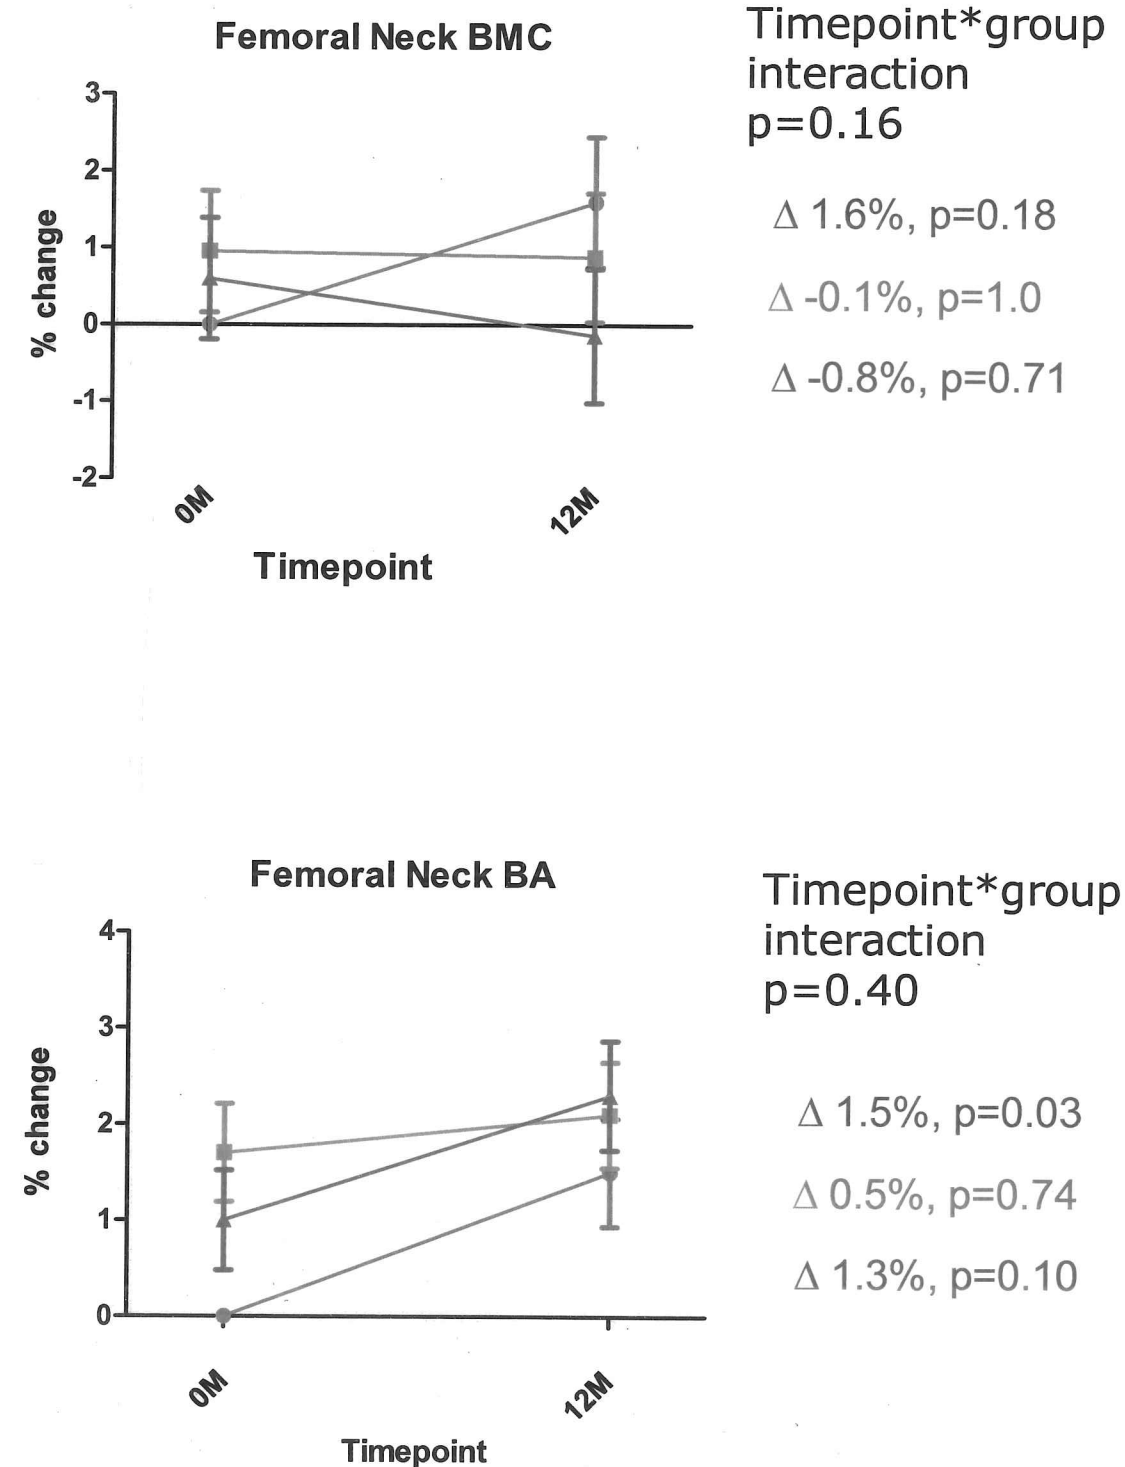 Femoral Neck BMC
Timepoint*group
interaction
p=0.16
3
2
1
0
-1
-2
% change
0M
12M
Timepoint
Δ 1.6%, p=0.18
Δ -0.1%, p=1.0
Δ -0.8%, p=0.71
Femoral Neck BA
Timepoint*group
interaction
p=0.40
4
3
2
1
0
% change
0M
12M
Timepoint
Δ 1.5%, p=0.03
Δ 0.5%, p=0.74
Δ 1.3%, p=0.10